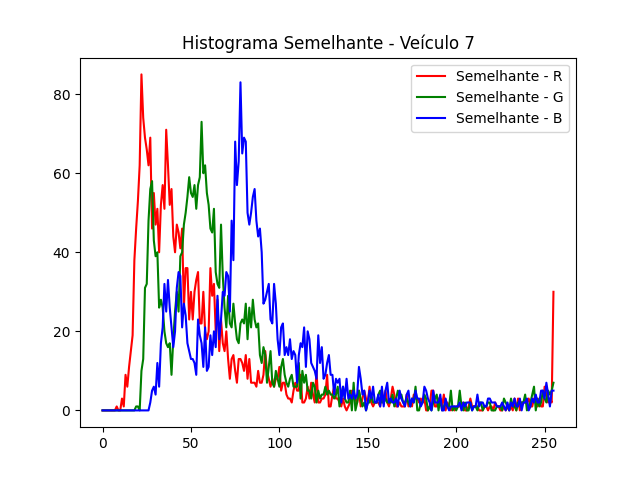 Histograma Semelhante - Veículo 7
Semelhante - R
Semelhante - G
Semelhante - B
80
60
40
20
0
0 50 100 150 200 250